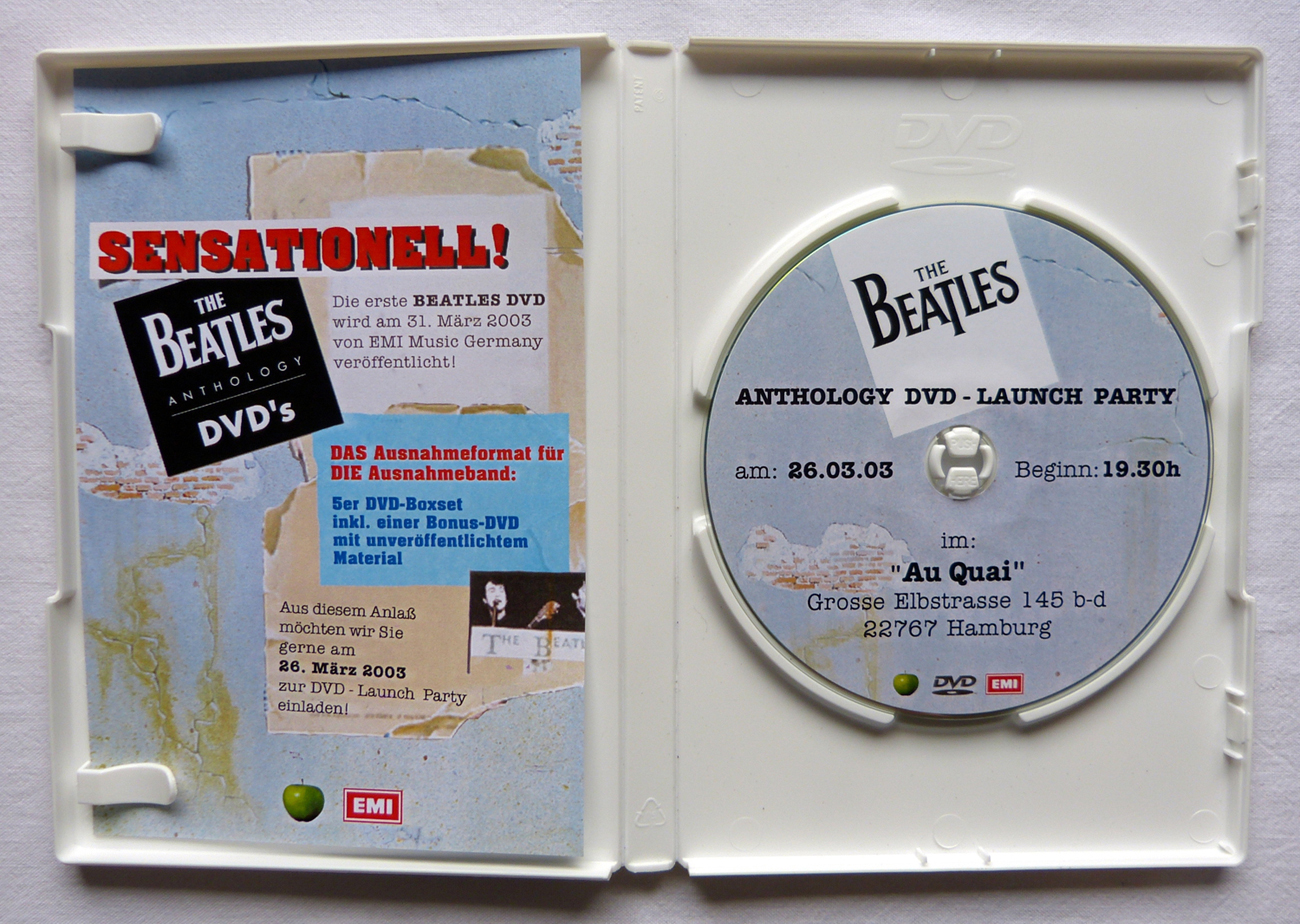 SENSATIONELL!
THE
BEATLES
ANTHOLOGY
DVD's
Die erste BEATLES DVD
wird am 31. März 2003
von EMI Music Germany
veröffentlicht!
DAS Ausnahmeformat für
DIE Ausnahmeband:
5er DVD-Boxset
inkl. einer Bonus-DVD
mit unveröffentlichtem
Material
THE BEATL
Aus diesem Anlaß
möchten wir Sie
gerne am
26. März 2003
zur DVD - Launch Party
einladen!
EMI
PATENT
DVD
THE
BEATLES
ANTHOLOGY DVD - LAUNCH PARTY
am: 26.03.03 Beginn: 19.30h
im:
"Au Quai"
Grosse Elbstrasse 145 b-d
22767 Hamburg
DVD EMI